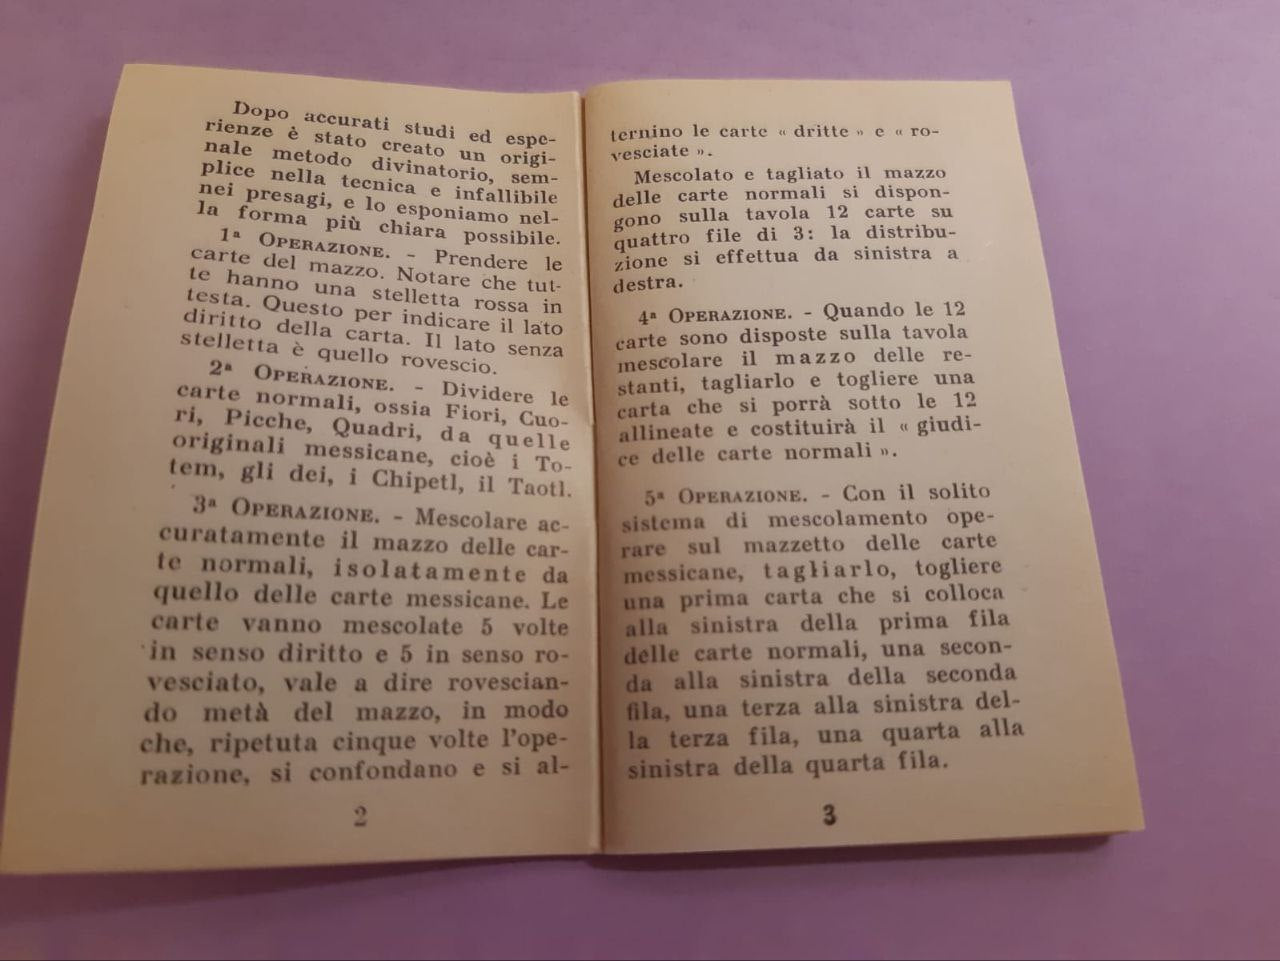 Dopo accurati studi ed espe-
rienze è stato creato un origi-
nale metodo divinatorio, sem-
plice nella tecnica e infallibile
nei presagi, e lo esponiamo nel-
la forma più chiara possibile.
1ª OPERAZIONE. - Prendere le
carte del mazzo. Notare che tut-
te hanno una stelletta rossa in
testa. Questo per indicare il lato
diritto della carta. Il lato senza
stelletta è quello rovescio.
2ª OPERAZIONE. - Dividere le
carte normali, ossia Fiori, Cuo-
ri, Picche, Quadri, da quelle
originali messicane, cioè i To-
tem, gli dei, i Chipetl, il Taotl.
3ª OPERAZIONE. - Mescolare ac-
curatamente il mazzo delle car-
te normali, isolatamente da
quello delle carte messicane. Le
carte vanno mescolate 5 volte
in senso diritto e 5 in senso ro-
vesciato, vale a dire rovescian-
do metà del mazzo, in modo
che, ripetuta cinque volte l'ope-
razione, si confondano e si al-
2
ternino le carte « dritte » e « ro-
vesciate ».
Mescolato e tagliato il mazzo
delle carte normali si dispon-
gono sulla tavola 12 carte su
quattro file di 3: la distribu-
zione si effettua da sinistra a
destra.
4ª OPERAZIONE. - Quando le 12
carte sono disposte sulla tavola
mescolare il mazzo delle re-
stanti, tagliarlo e togliere una
carta che si porrà sotto le 12
allineate e costituirà il « giudi-
ce delle carte normali ».
5ª OPERAZIONE. - Con il solito
sistema di mescolamento ope-
rare sul mazzetto delle carte
messicane, tagliarlo, togliere
una prima carta che si colloca
alla sinistra della prima fila
delle carte normali, una secon-
da alla sinistra della seconda
fila, una terza alla sinistra del-
la terza fila, una quarta alla
sinistra della quarta fila.
3